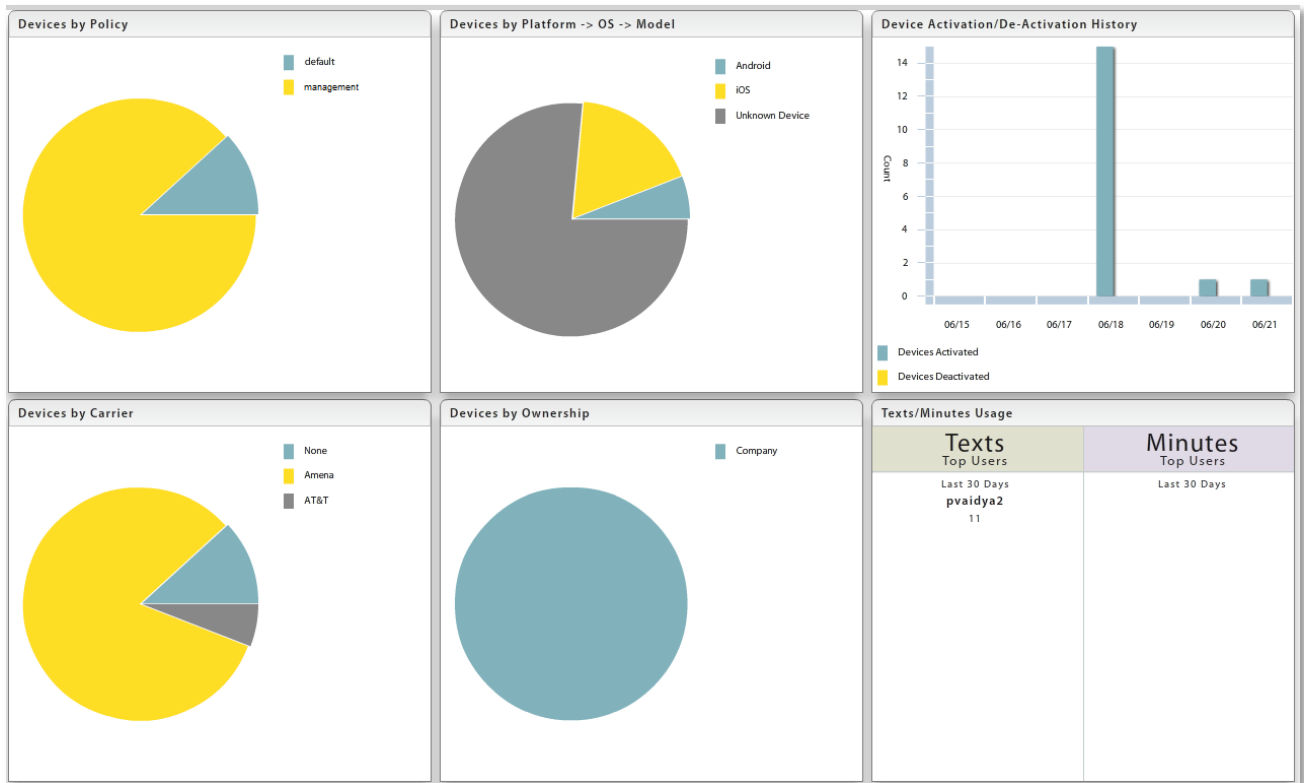 Devices by Policy
default
management
Devices by Platform -> OS -> Model
Android
iOS
Unknown Device
Device Activation/De-Activation History
14
12
10
8
6
4
2
0
Count
06/15 06/16 06/17 06/18 06/19 06/20 06/21
Devices Activated
Devices Deactivated
Devices by Carrier
None
Amena
AT&T
Devices by Ownership
Company
Texts/Minutes Usage
Texts
Top Users
Last 30 Days
pvaidya2
11
Minutes
Top Users
Last 30 Days